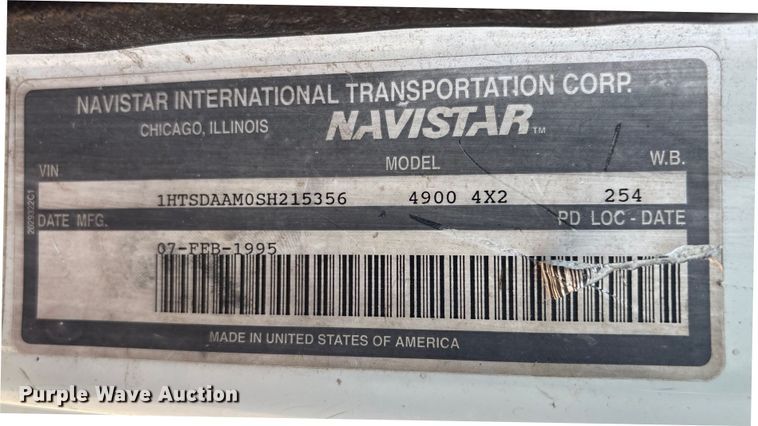 NAVISTAR INTERNATIONAL TRANSPORTATION CORP.
CHICAGO, ILLINOIS NAVISTAR™
VIN MODEL W.B.
1HTSDAAM0SH215356 4900 4X2 254
DATE MFG. PD LOC - DATE
07-FEB-1995
MADE IN UNITED STATES OF AMERICA
Purple Wave Auction